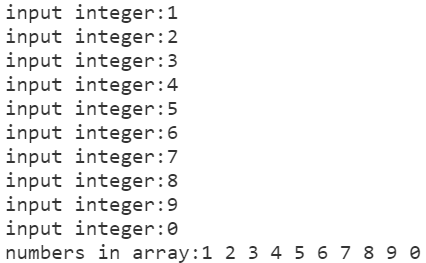 input integer:1
input integer:2
input integer:3
input integer:4
input integer:5
input integer:6
input integer:7
input integer:8
input integer:9
input integer:0
numbers in array:1 2 3 4 5 6 7 8 9 0